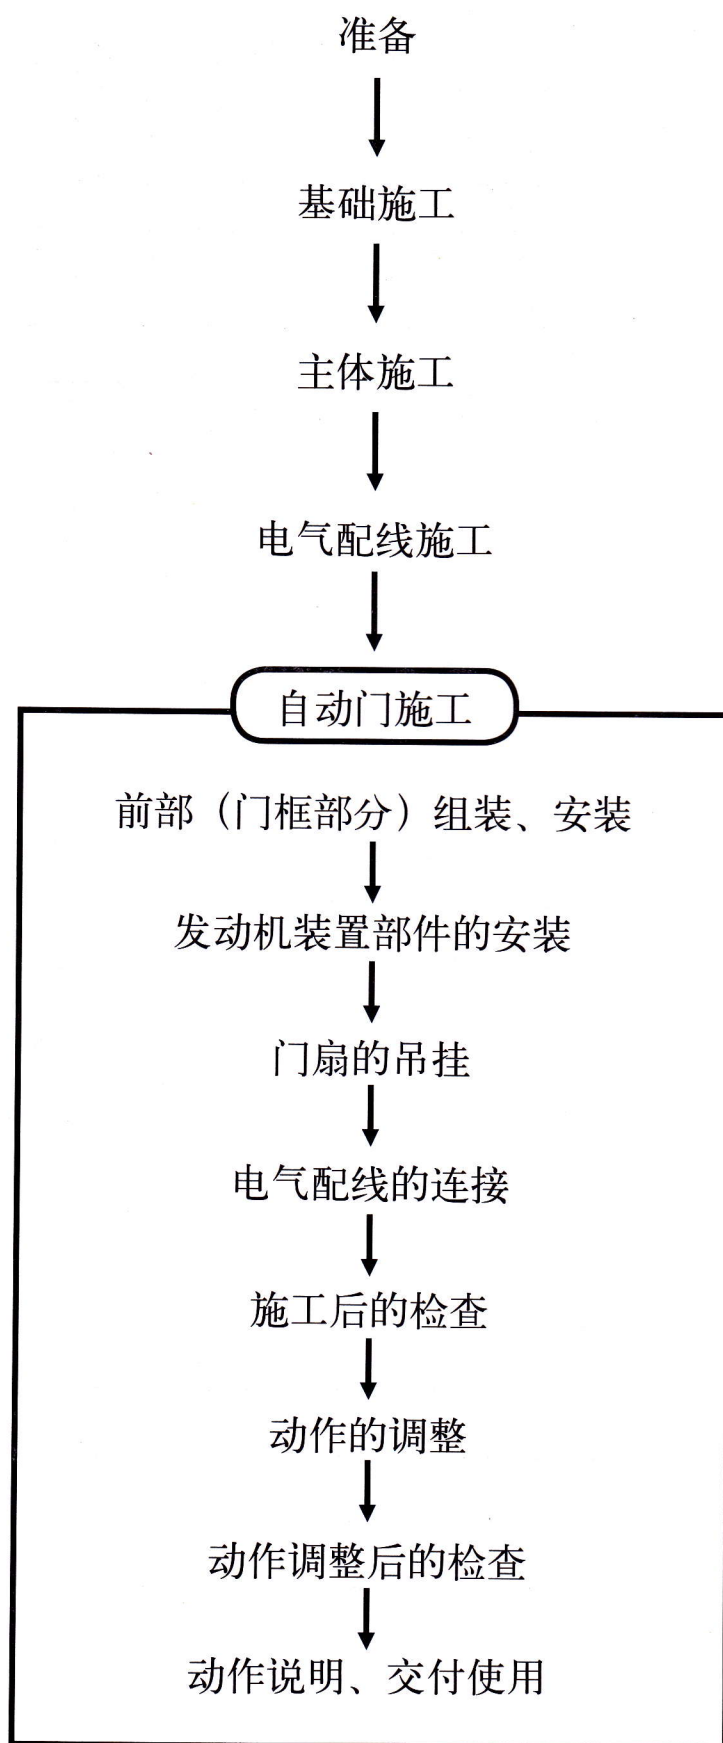 准备
基础施工
主体施工
电气配线施工
自动门施工
前部（门框部分）组装、安装
发动机装置部件的安装
门扇的吊挂
电气配线的连接
施工后的检查
动作的调整
动作调整后的检查
动作说明、交付使用